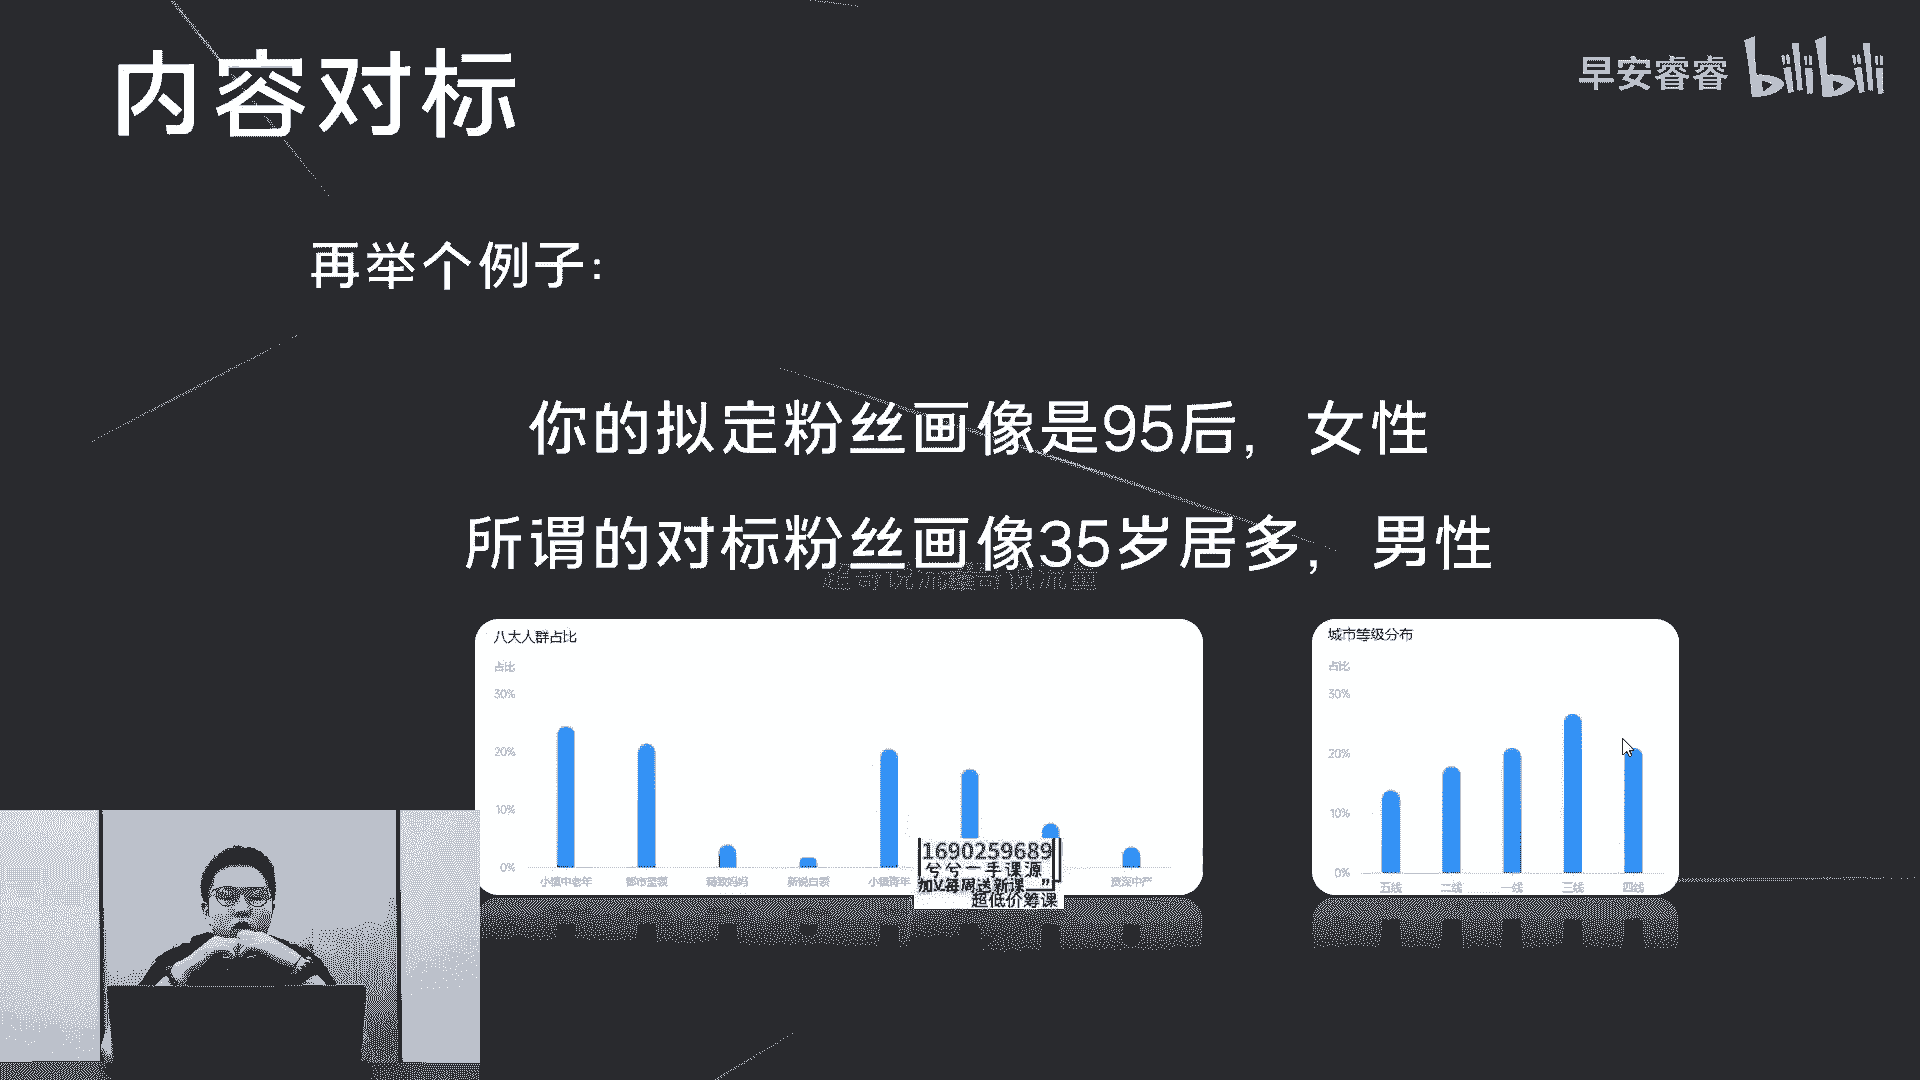 内容对标
早安睿睿 bilibili
再举个例子:
你的拟定粉丝画像是95后，女性
所谓的对标粉丝画像35岁居多，男性
八大人群占比
占比
30%
20%
10%
0%
小镇中老年 都市蓝领 精致妈妈 新锐白领 小镇青年 资深中产
城市等级分布
占比
30%
20%
10%
0%
五线 二线 一线 三线 四线
1690259689
兮兮一手课源
加V每周送新课
超低价筹课